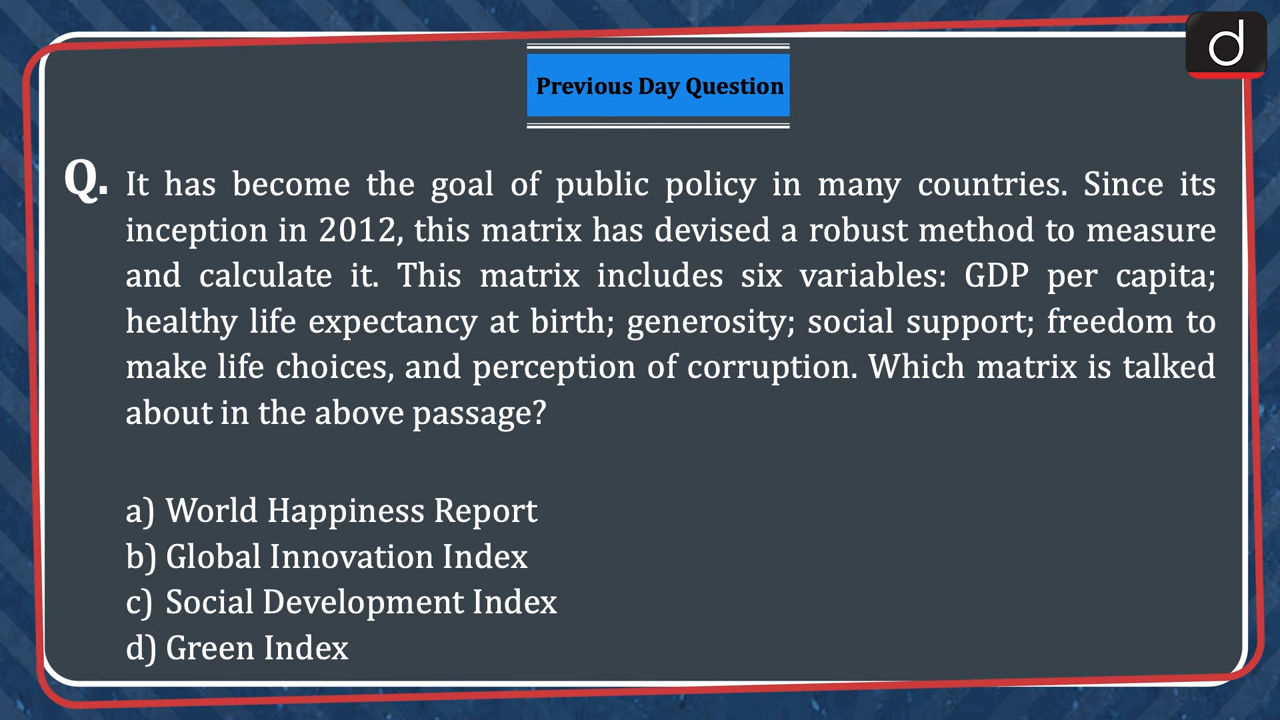 d
Previous Day Question
Q. It has become the goal of public policy in many countries. Since its
inception in 2012, this matrix has devised a robust method to measure
and calculate it. This matrix includes six variables: GDP per capita;
healthy life expectancy at birth; generosity; social support; freedom to
make life choices, and perception of corruption. Which matrix is talked
about in the above passage?
a) World Happiness Report
b) Global Innovation Index
c) Social Development Index
d) Green Index